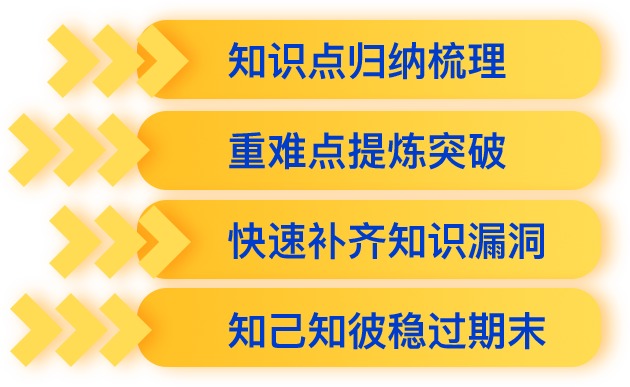 知识点归纳梳理
重难点提炼突破
快速补齐知识漏洞
知己知彼稳过期末